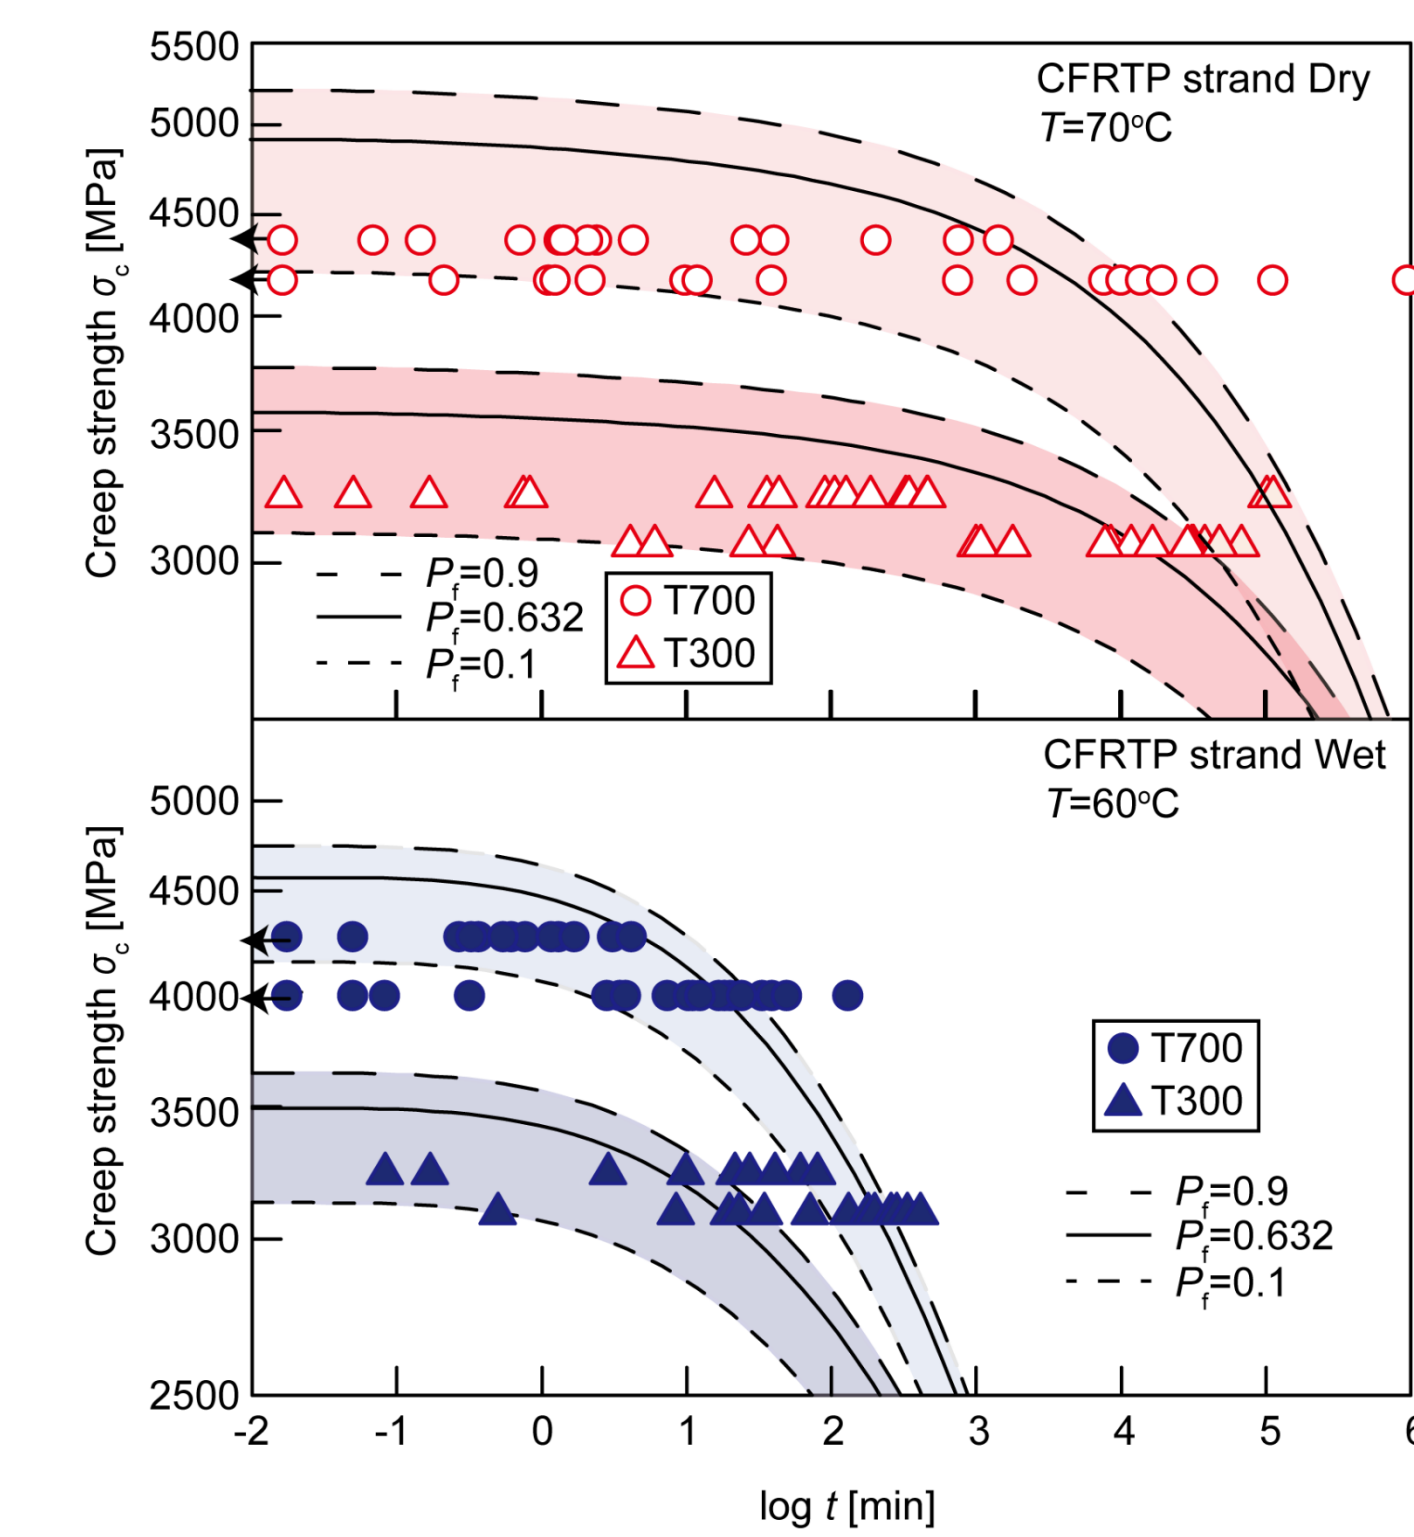 5500
5000
4500
4000
3500
3000
Creep strength σc [MPa]
CFRTP strand Dry
T=70°C
Pf=0.9
Pf=0.632
Pf=0.1
T700
T300
CFRTP strand Wet
T=60°C
5000
4500
4000
3500
3000
2500
Creep strength σc [MPa]
T700
T300
Pf=0.9
Pf=0.632
Pf=0.1
-2 -1 0 1 2 3 4 5 6
log t [min]